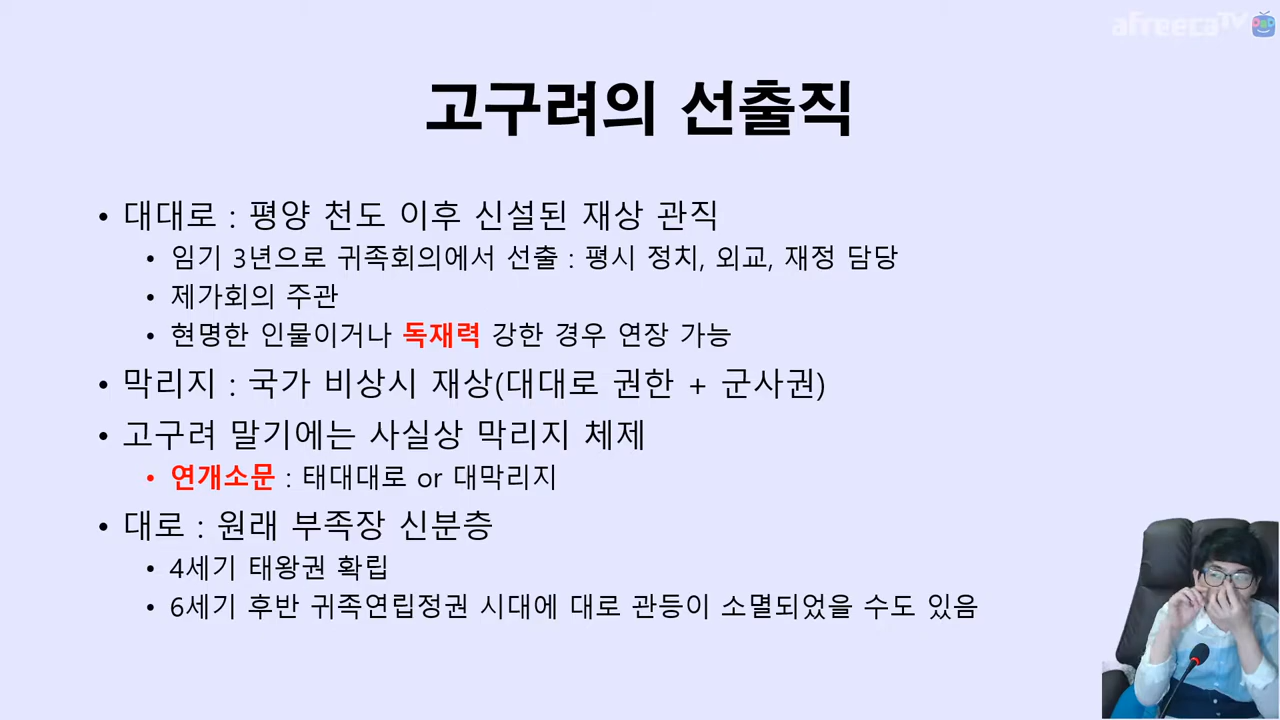 afreecaTV
고구려의 선출직
• 대대로 : 평양 천도 이후 신설된 재상 관직
• 임기 3년으로 귀족회의에서 선출 : 평시 정치, 외교, 재정 담당
• 제가회의 주관
• 현명한 인물이거나 독재력 강한 경우 연장 가능
• 막리지 : 국가 비상시 재상(대대로 권한 + 군사권)
• 고구려 말기에는 사실상 막리지 체제
• 연개소문 : 태대대로 or 대막리지
• 대로 : 원래 부족장 신분층
• 4세기 태왕권 확립
• 6세기 후반 귀족연립정권 시대에 대로 관등이 소멸되었을 수도 있음